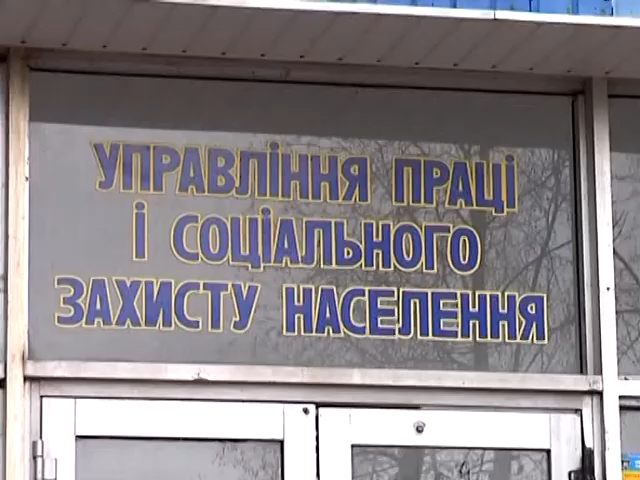 УПРАВЛІННЯ ПРАЦІ
І СОЦІАЛЬНОГО
ЗАХИСТУ НАСЕЛЕННЯ